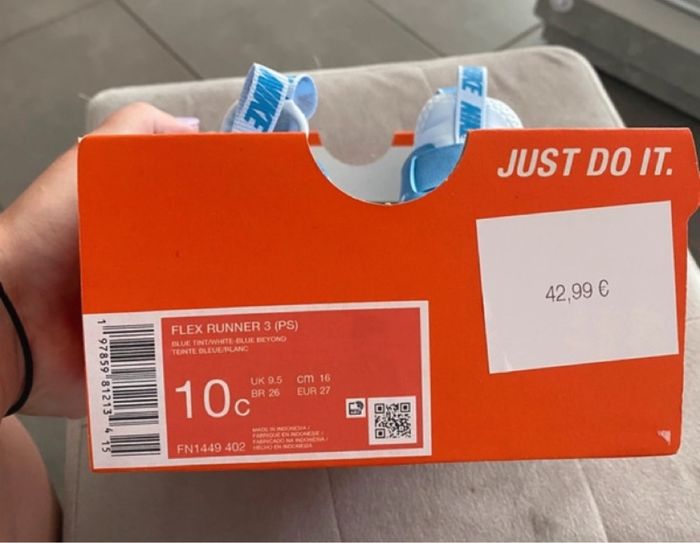 NIKE
NIKE
JUST DO IT.
42,99 €
FLEX RUNNER 3 (PS)
BLUE TINT/WHITE-BLUE BEYOND
TEINTE BLEUE/BLANC
10C
UK 9.5 cm 16
BR 26 EUR 27
MADE IN INDONESIA /
FABRIQUÉ EN INDONESIE /
FABRICADO NA INDONESIA /
HECHO EN INDONESIA
FN1449 402
1 97859 81213 4 15